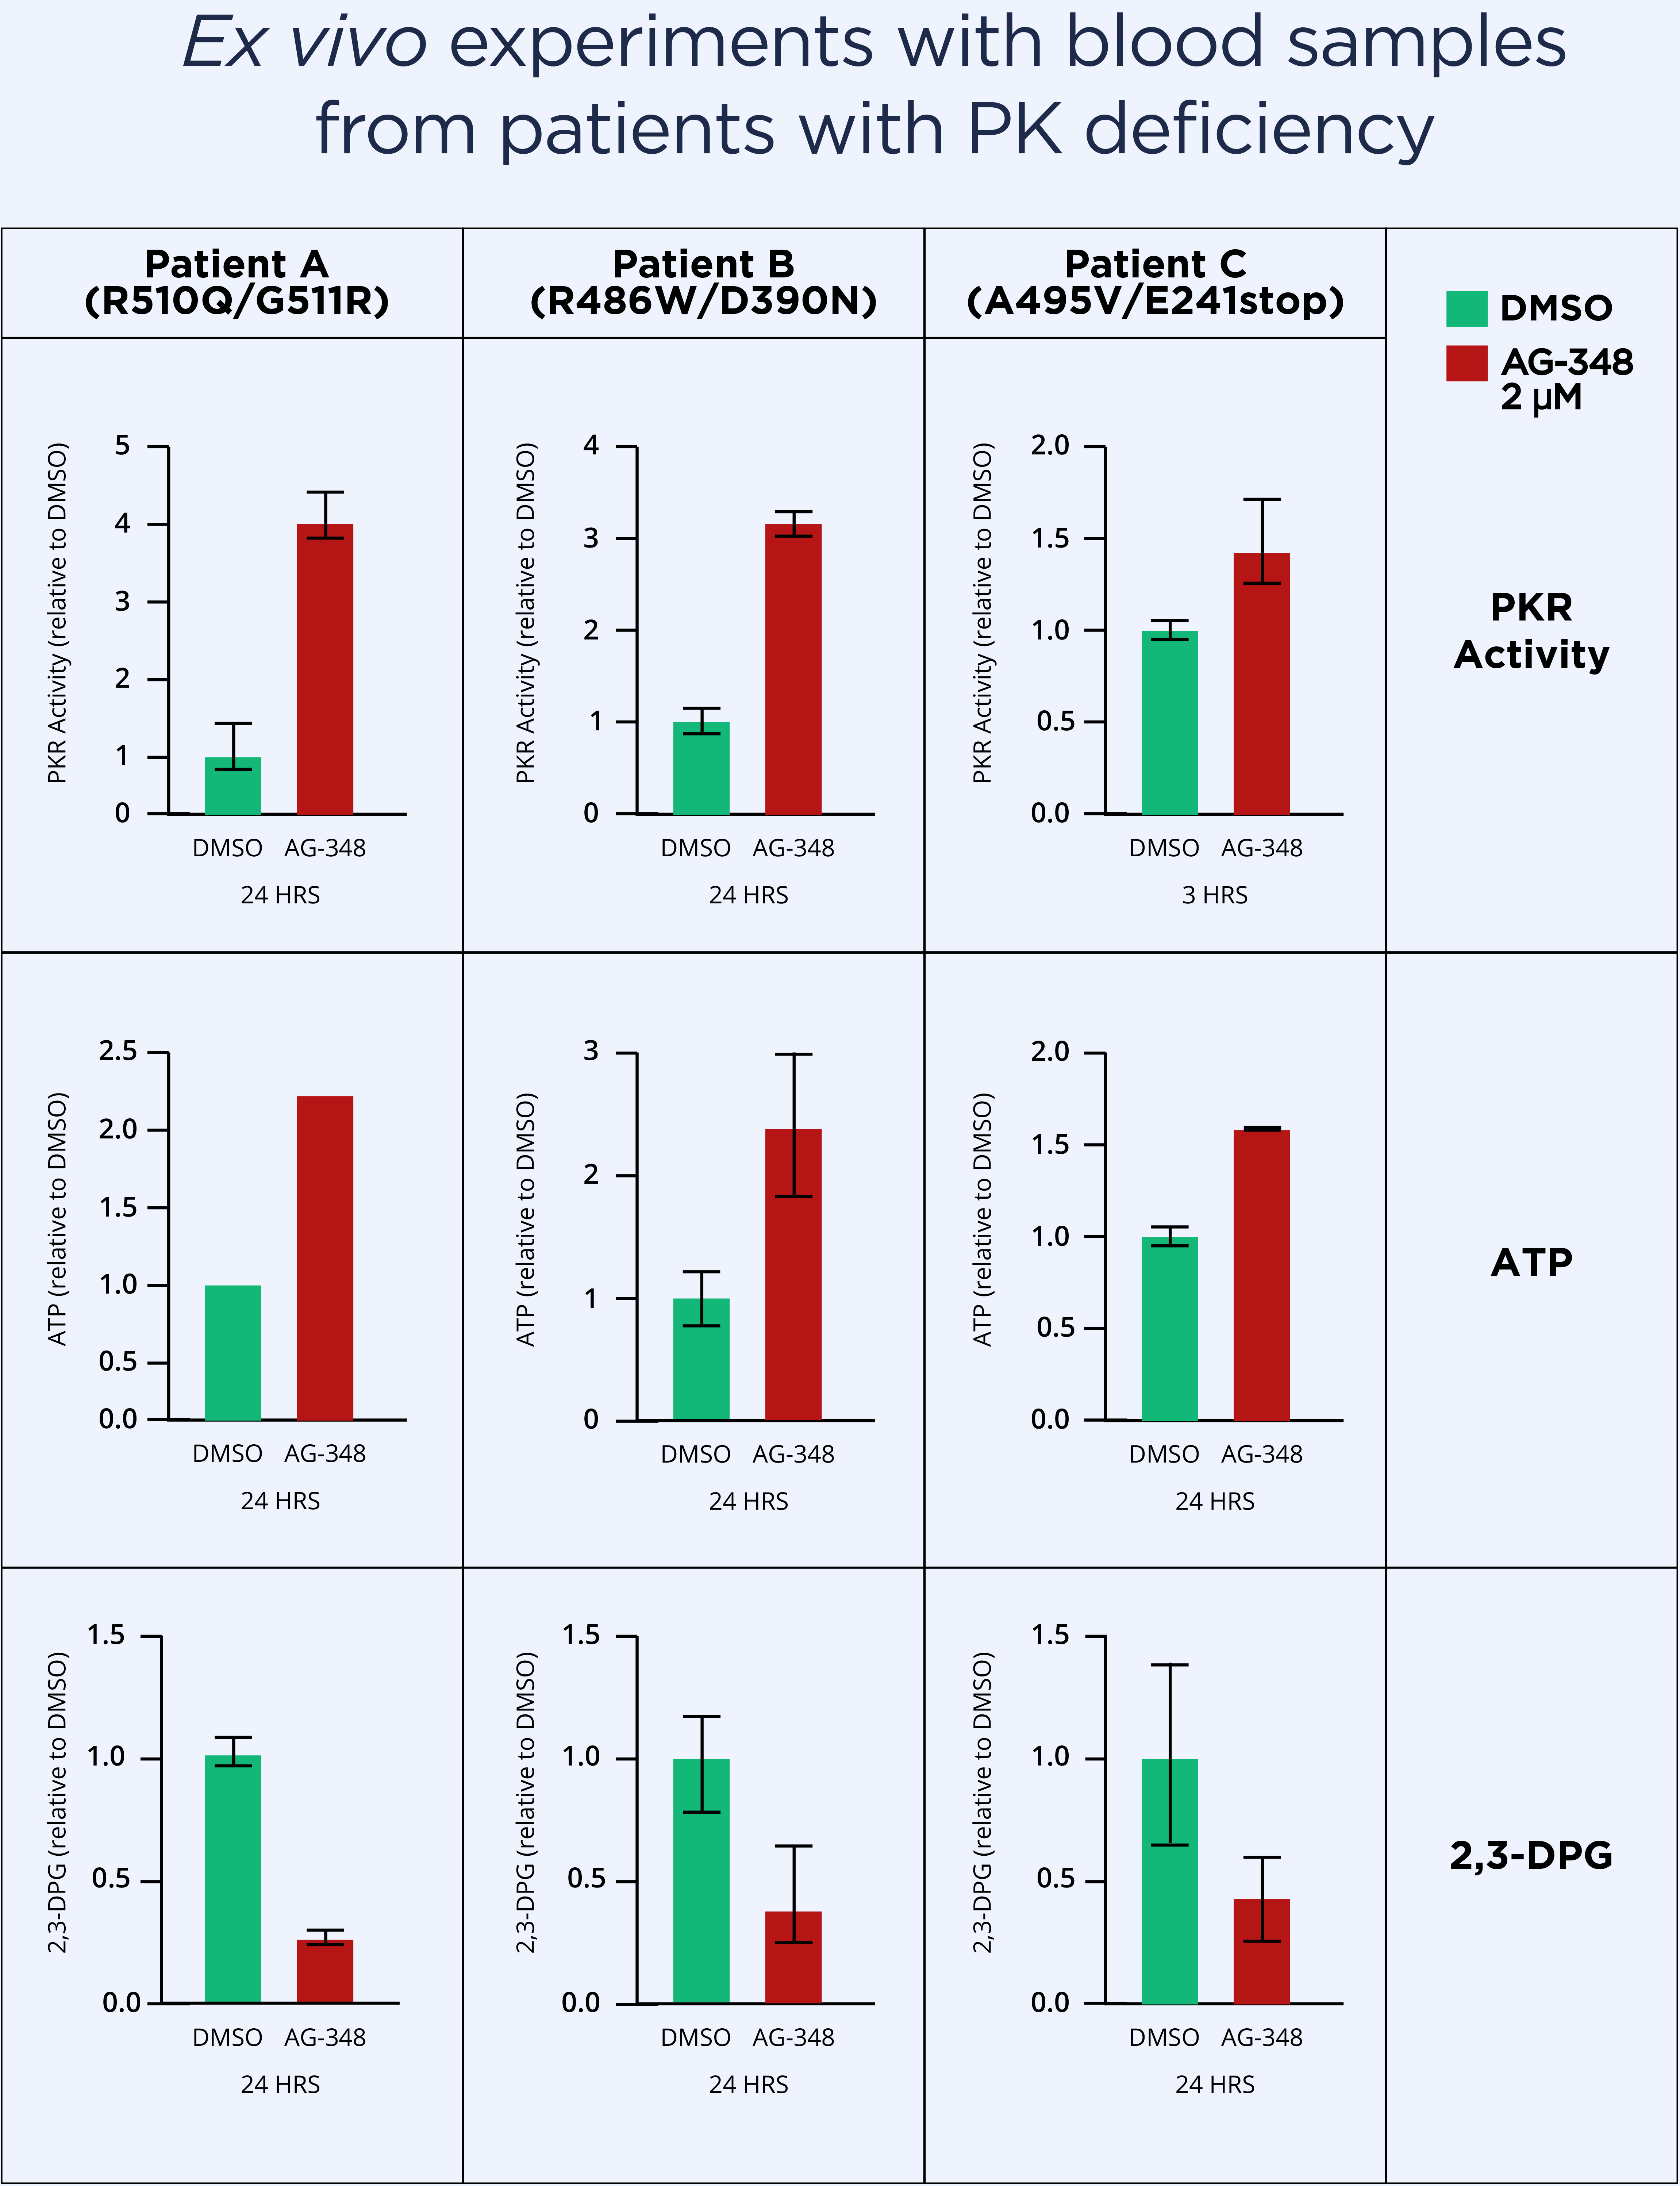 Ex vivo experiments with blood samples
from patients with PK deficiency
Patient A
(R510Q/G511R)
Patient B
(R486W/D390N)
Patient C
(A495V/E241stop)
DMSO
AG-348
2 µM
PKR Activity (relative to DMSO)
5
4
3
2
1
0
DMSO AG-348
24 HRS
PKR Activity (relative to DMSO)
4
3
2
1
0
DMSO AG-348
24 HRS
PKR Activity (relative to DMSO)
2.0
1.5
1.0
0.5
0.0
DMSO AG-348
3 HRS
PKR
Activity
ATP (relative to DMSO)
2.5
2.0
1.5
1.0
0.5
0.0
DMSO AG-348
24 HRS
ATP (relative to DMSO)
3
2
1
0
DMSO AG-348
24 HRS
ATP (relative to DMSO)
2.0
1.5
1.0
0.5
0.0
DMSO AG-348
24 HRS
ATP
2,3-DPG (relative to DMSO)
1.5
1.0
0.5
0.0
DMSO AG-348
24 HRS
2,3-DPG (relative to DMSO)
1.5
1.0
0.5
0.0
DMSO AG-348
24 HRS
2,3-DPG (relative to DMSO)
1.5
1.0
0.5
0.0
DMSO AG-348
24 HRS
2,3-DPG